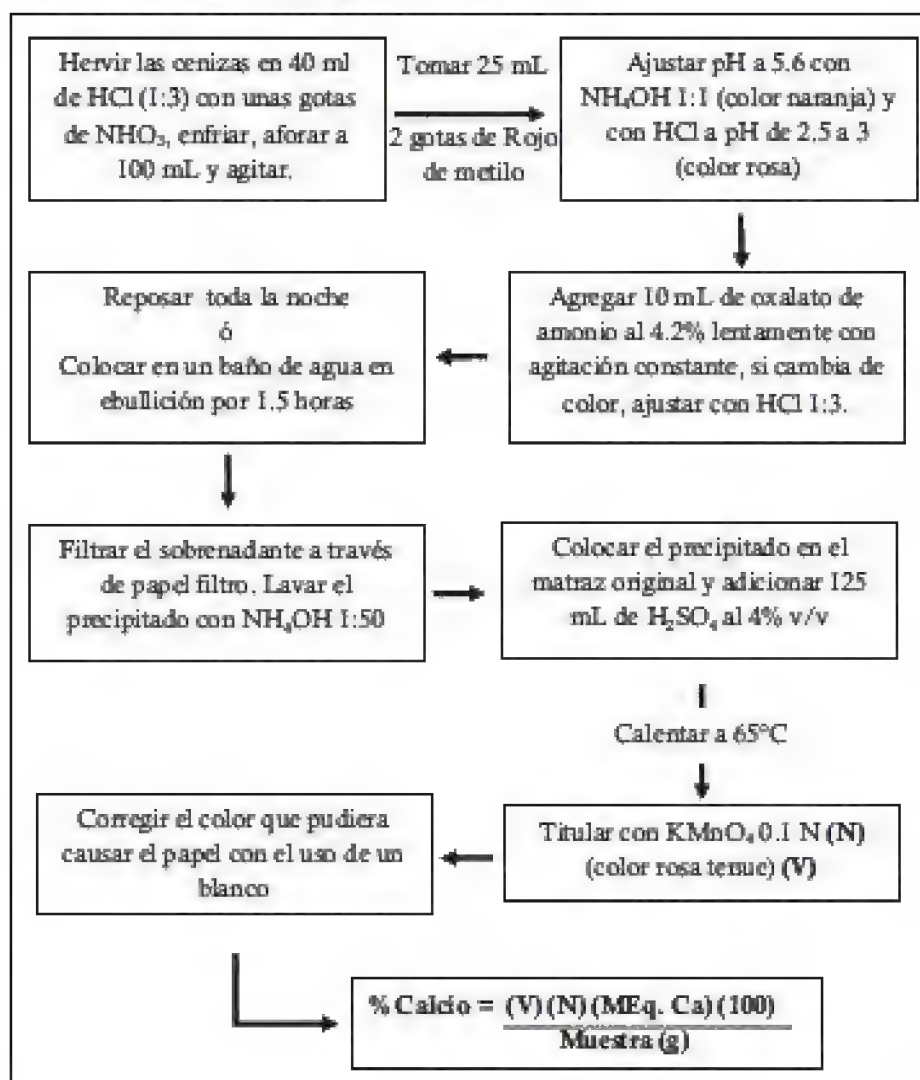 Hervir las cenizas en 40 ml
de HCl (1:3) con unas gotas
de NHO₃, enfriar, aforar a
100 mL y agitar.
Tomar 25 mL
2 gotas de Rojo
de metilo
Ajustar pH a 5.6 con
NH₄OH 1:1 (color naranja) y
con HCl a pH de 2.5 a 3
(color rosa)
Agregar 10 mL de oxalato de
amonio al 4.2% lentamente con
agitación constante, si cambia de
color, ajustar con HCl 1:3.
Reposar toda la noche
ó
Colocar en un baño de agua en
ebullición por 1.5 horas
Filtrar el sobrenadante a través
de papel filtro. Lavar el
precipitado con NH₄OH 1:50
Colocar el precipitado en el
matraz original y adicionar 125
mL de H₂SO₄ al 4% v/v
Calentar a 65°C
Titular con KMnO₄ 0.1 N (N)
(color rosa tenue) (V)
Corregir el color que pudiera
causar el papel con el uso de un
blanco
% Calcio = (V) (N) (MEq. Ca) (100)
Muestra (g)